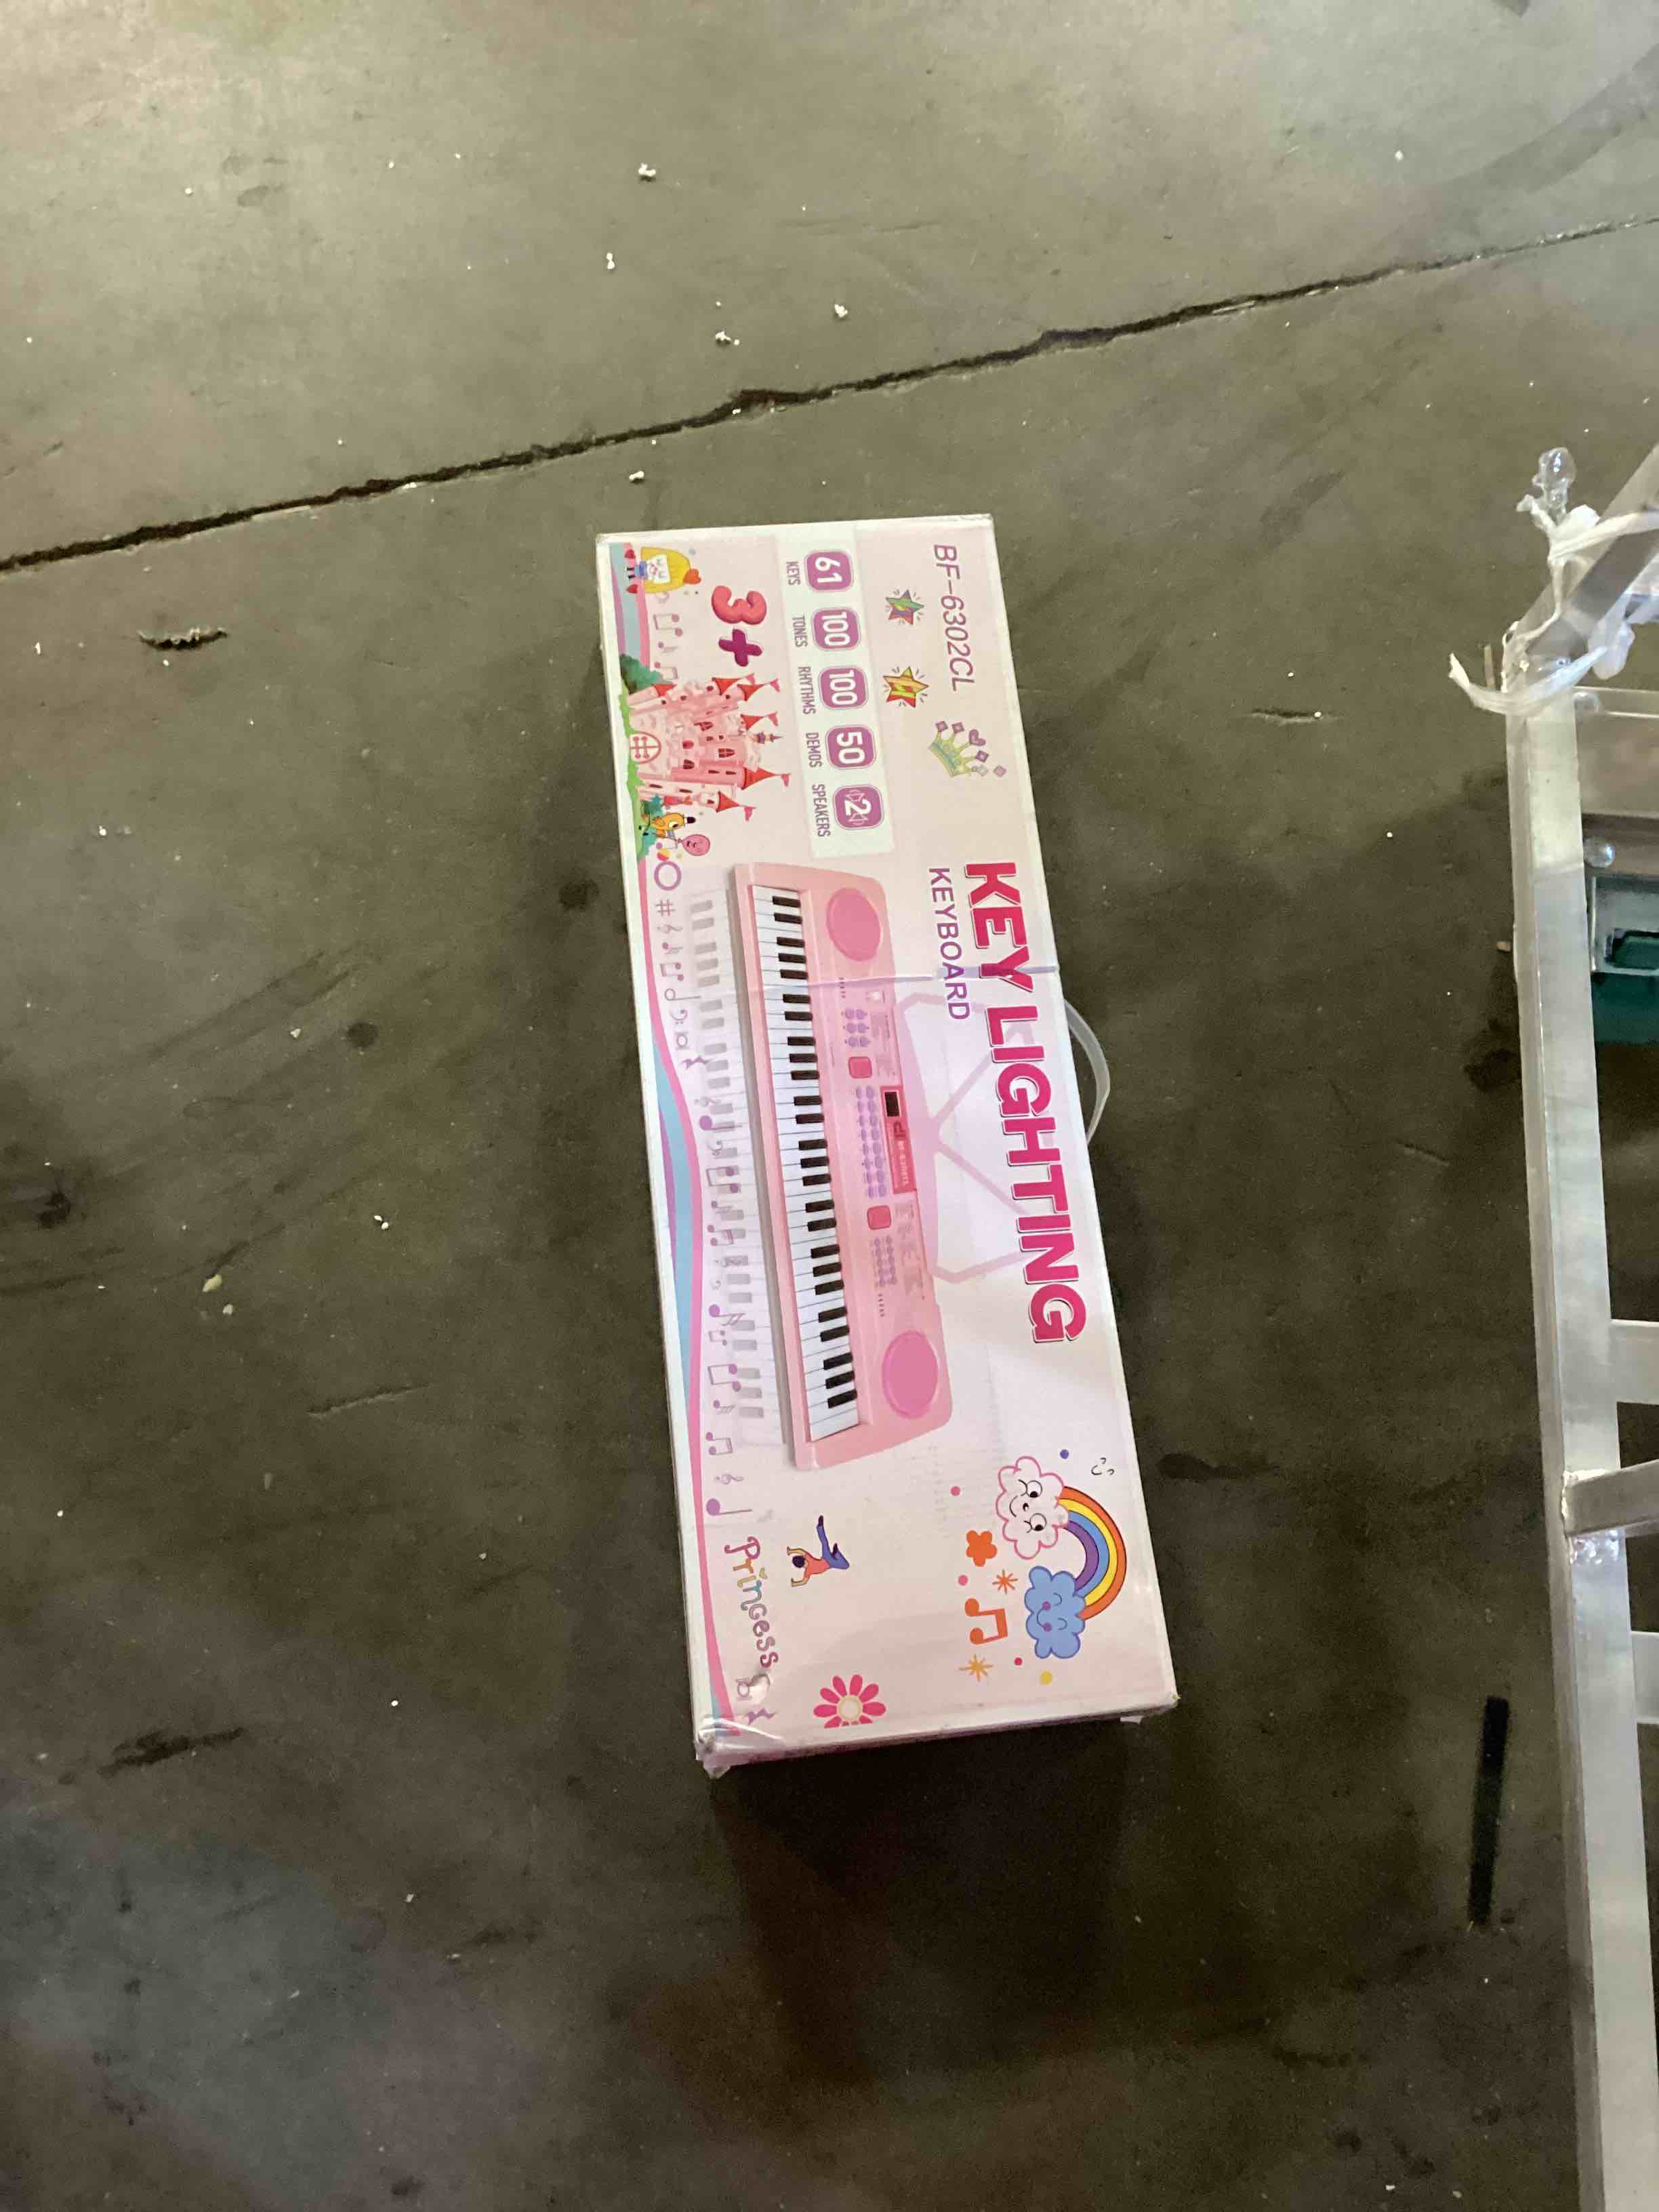 BF-6302CL
KEY LIGHTING
KEYBOARD
61 100 100 50 2
KEYS TONES RHYTHMS DEMOS SPEAKERS
3+
Princess